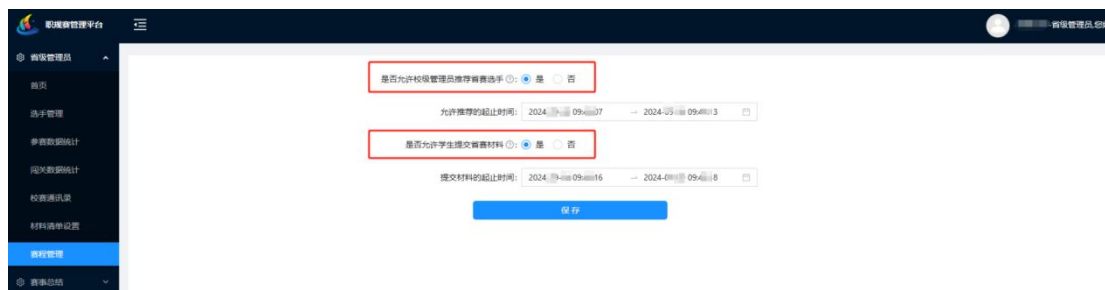 职规赛管理平台
省级管理员,您
省级管理员
首页
选手管理
参赛数据统计
闯关数据统计
校赛通讯录
材料清单设置
赛程管理
赛事总结
是否允许校级管理员推荐省赛选手 ?: 是 否
允许推荐的起止时间: 2024 → 2024
是否允许学生提交省赛材料 ?: 是 否
提交材料的起止时间: 2024 → 2024
保存